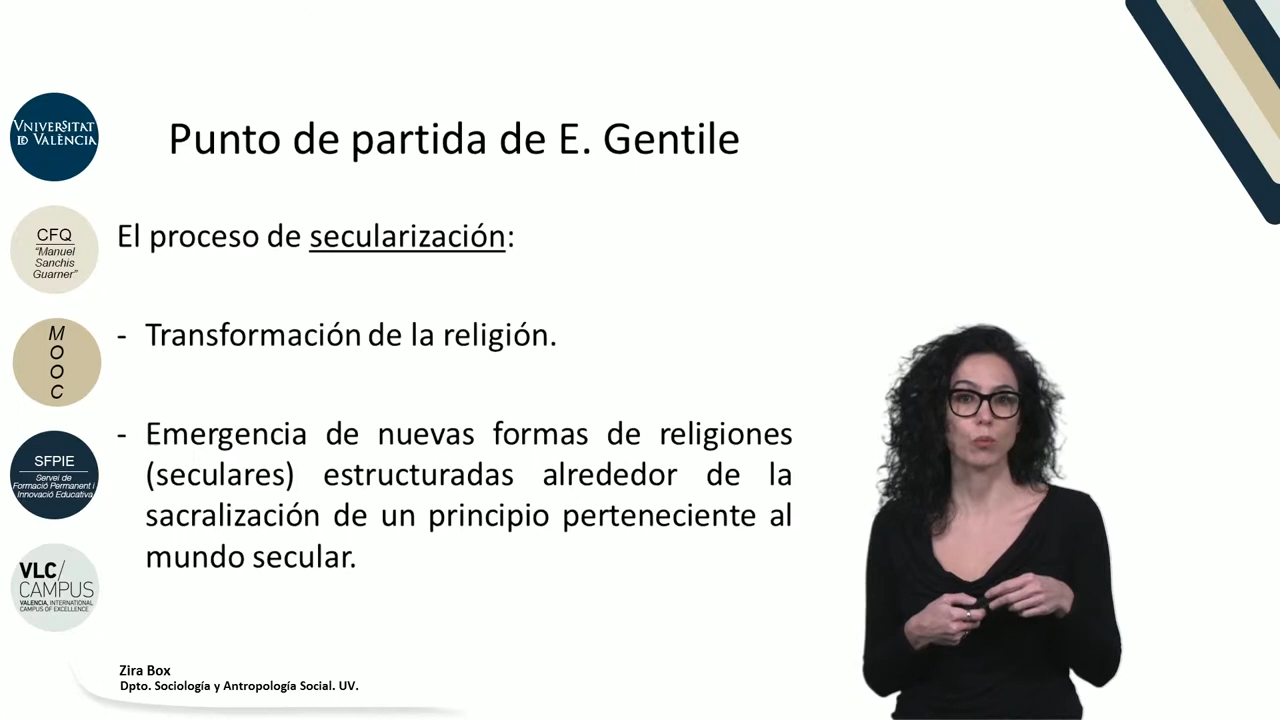 Punto de partida de E. Gentile
El proceso de secularización:
- Transformación de la religión.
- Emergencia de nuevas formas de religiones
(seculares) estructuradas alrededor de la
sacralización de un principio perteneciente al
mundo secular.
VNIVERSITAT
ID VALÈNCIA
CFQ
“Manuel
Sanchis
Guarner”
M
O
O
C
SFPIE
Servei de
Formació Permanent i
Innovació Educativa
VLC/
CAMPUS
VALENCIA, INTERNATIONAL
CAMPUS OF EXCELLENCE
Zira Box
Dpto. Sociología y Antropología Social. UV.